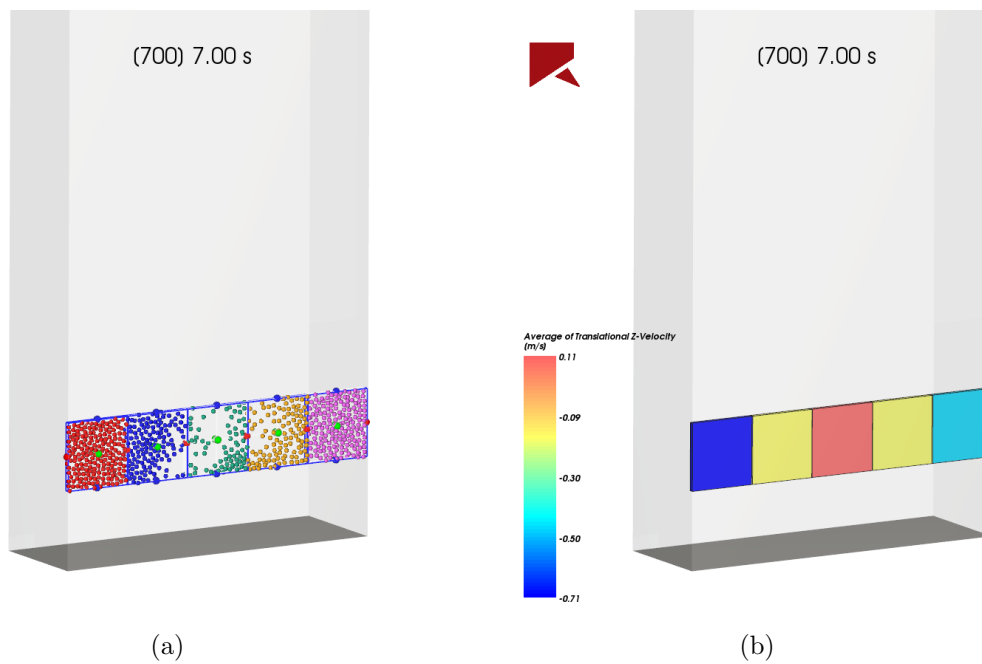 (700) 7.00 s
(700) 7.00 s
Average of Translational Z-Velocity
(m/s)
0.11
-0.09
-0.30
-0.50
-0.71
(a)
(b)